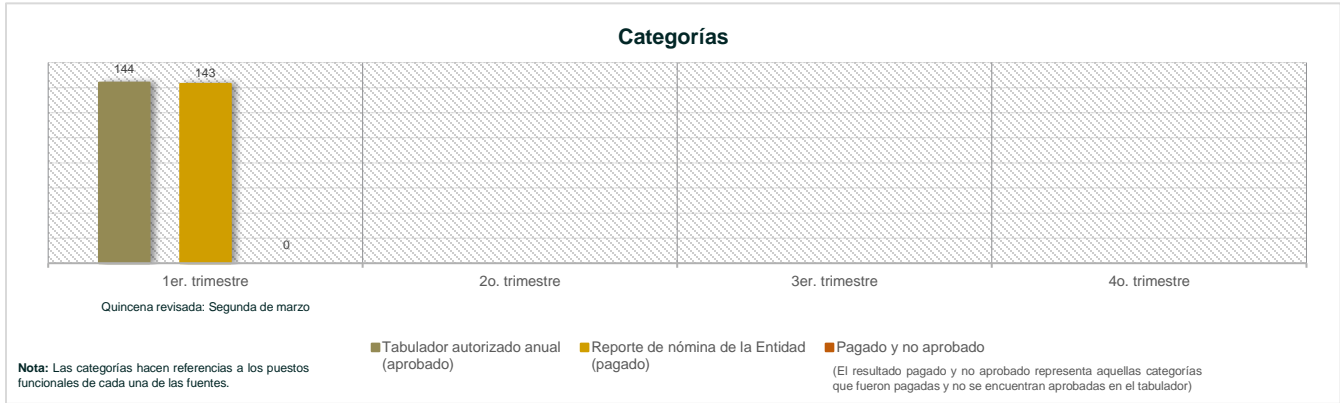 Categorías
144
143
0
1er. trimestre
2o. trimestre
3er. trimestre
4o. trimestre
Quincena revisada: Segunda de marzo
Tabulador autorizado anual
(aprobado)
Reporte de nómina de la Entidad
(pagado)
Pagado y no aprobado
(El resultado pagado y no aprobado representa aquellas categorías
que fueron pagadas y no se encuentran aprobadas en el tabulador)
Nota: Las categorías hacen referencias a los puestos
funcionales de cada una de las fuentes.